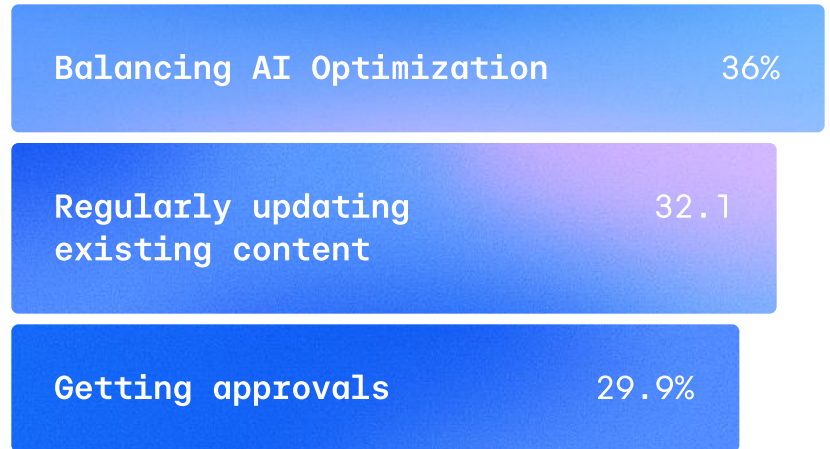 Balancing AI Optimization 36%
Regularly updating 32.1
existing content
Getting approvals 29.9%